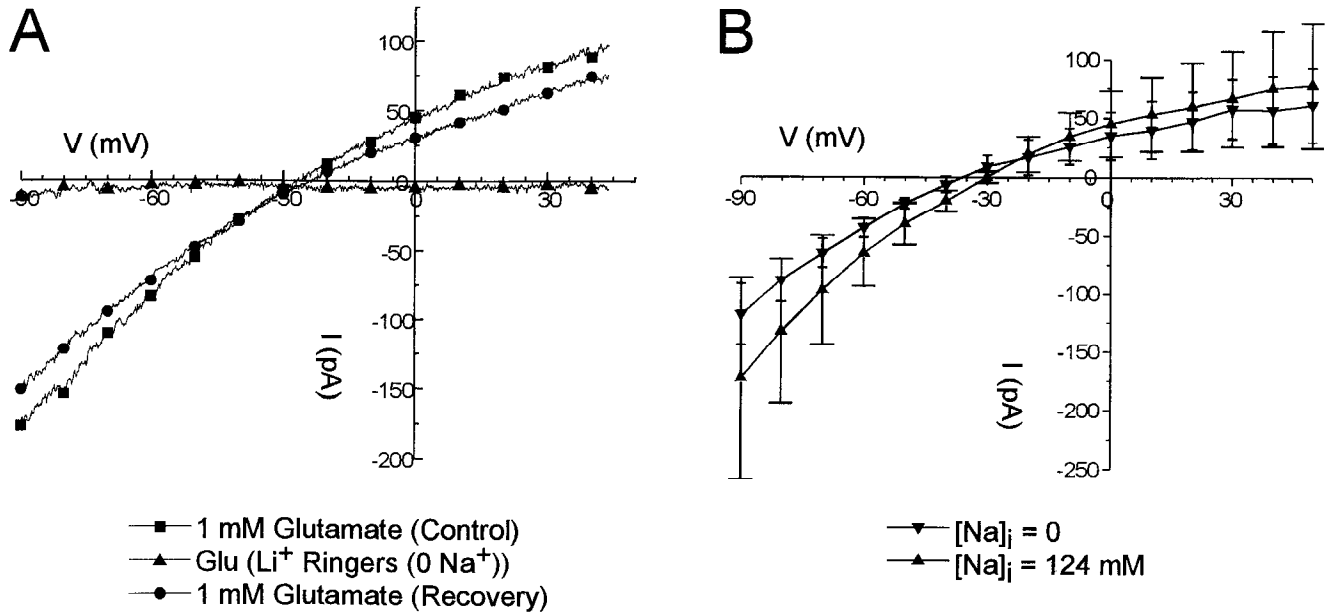 A
100
50
V (mV)
0
-90
-60
-30
0
30
-50
-100
-150
-200
I (pA)
1 mM Glutamate (Control)
Glu (Li+ Ringers (0 Na+))
1 mM Glutamate (Recovery)
B
100
50
V (mV)
0
-90
-60
-30
0
30
-50
-100
-150
-200
-250
I (pA)
[Na]i = 0
[Na]i = 124 mM